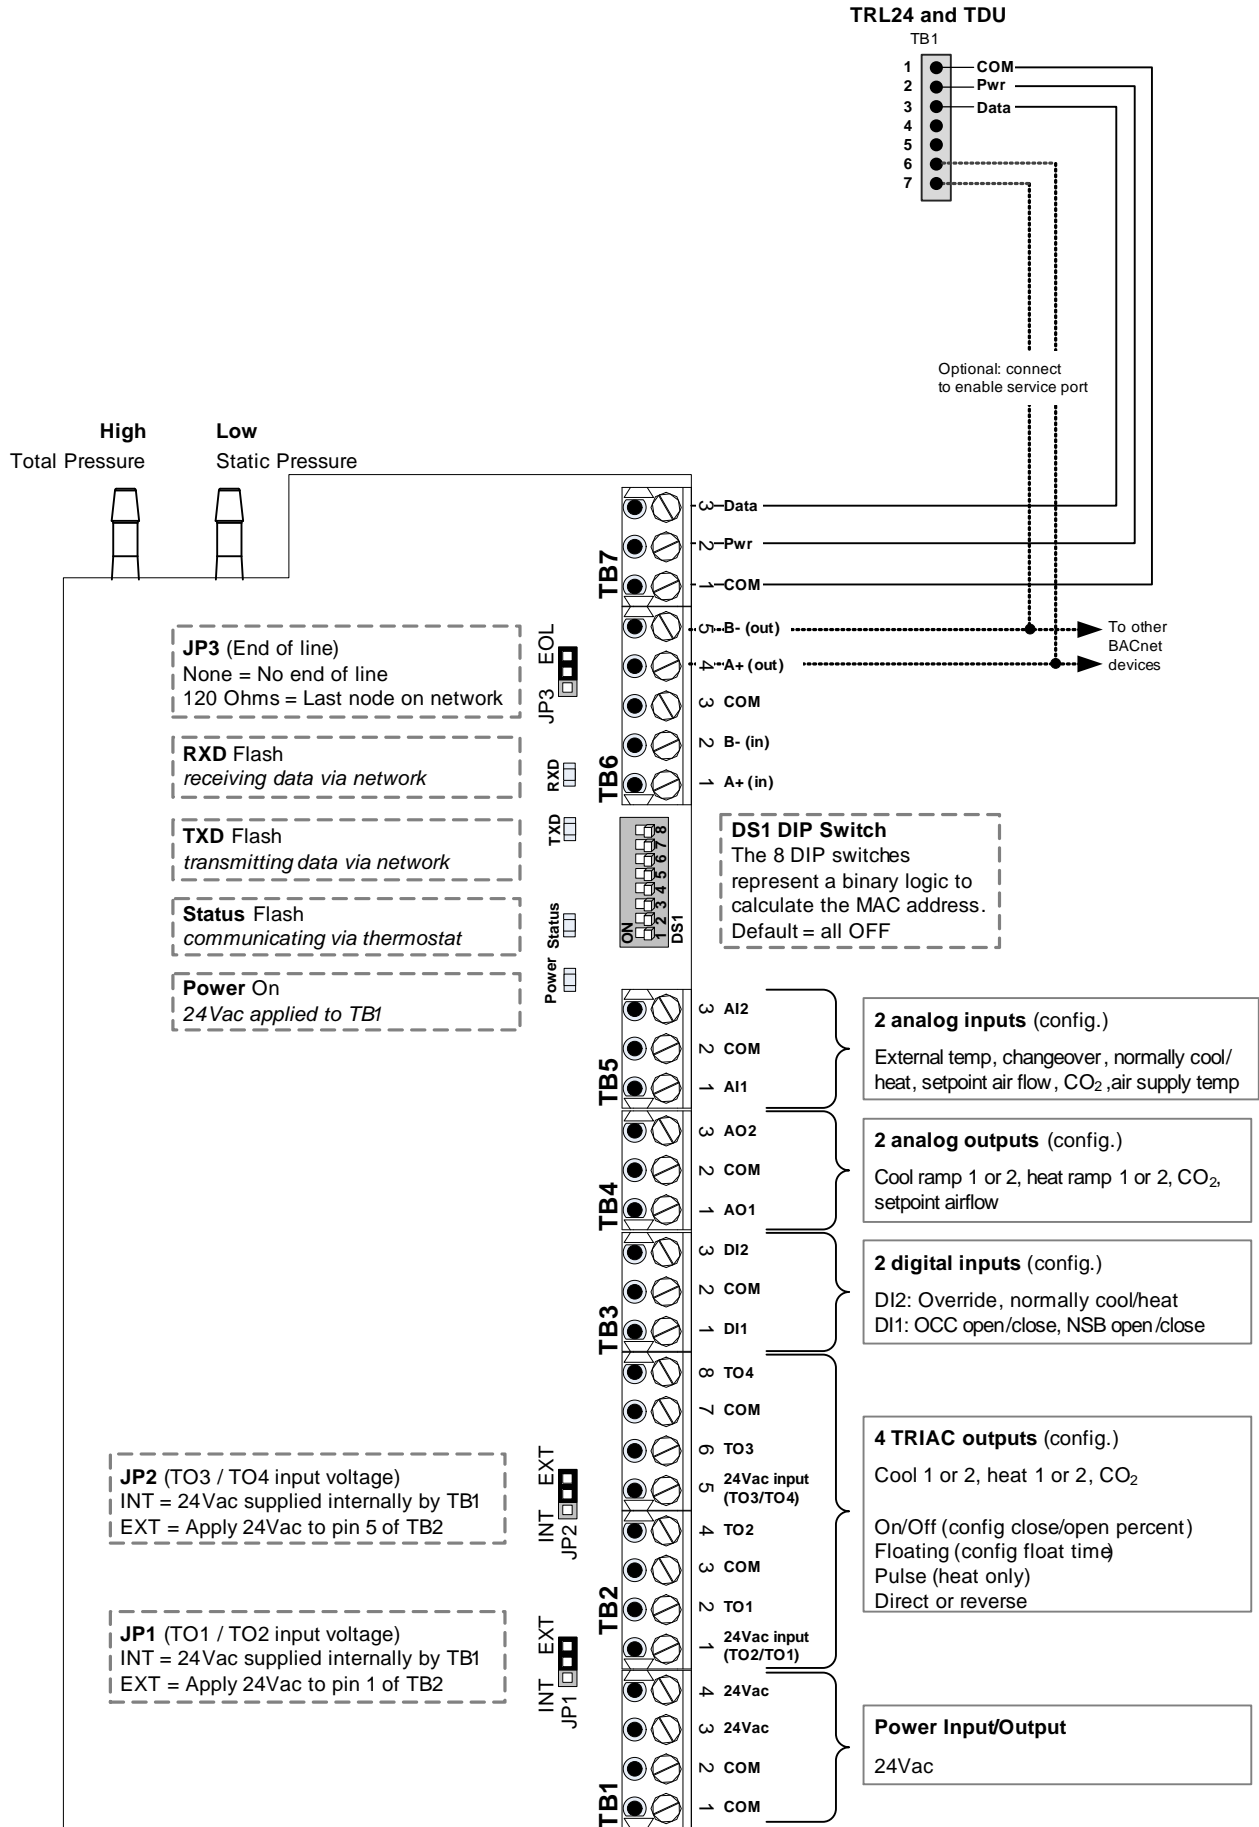 TRL24 and TDU
TB1
1 COM
2 Pwr
3 Data
4
5
6
7
Optional: connect
to enable service port
High
Total Pressure
Low
Static Pressure
TB7
3 Data
2 Pwr
1 COM
TB6
5 B- (out)
4 A+ (out)
3 COM
2 B- (in)
1 A+ (in)
To other
BACnet
devices
JP3 (End of line)
None = No end of line
120 Ohms = Last node on network
JP3 EOL
RXD Flash
receiving data via network
RXD
TXD Flash
transmitting data via network
TXD
Status Flash
communicating via thermostat
Status
Power On
24Vac applied to TB1
Power
ON
1 2 3 4 5 6 7 8
DS1
DS1 DIP Switch
The 8 DIP switches
represent a binary logic to
calculate the MAC address.
Default = all OFF
TB5
3 AI2
2 COM
1 AI1
2 analog inputs (config.)
External temp, changeover, normally cool/
heat, setpoint air flow, CO2, air supply temp
TB4
3 AO2
2 COM
1 AO1
2 analog outputs (config.)
Cool ramp 1 or 2, heat ramp 1 or 2, CO2,
setpoint airflow
TB3
3 DI2
2 COM
1 DI1
2 digital inputs (config.)
DI2: Override, normally cool/heat
DI1: OCC open/close, NSB open/close
TB2
8 TO4
7 COM
6 TO3
5 24Vac input
(TO3/TO4)
4 TO2
3 COM
2 TO1
1 24Vac input
(TO2/TO1)
4 TRIAC outputs (config.)
Cool 1 or 2, heat 1 or 2, CO2
On/Off (config close/open percent)
Floating (config float time)
Pulse (heat only)
Direct or reverse
JP2 (TO3 / TO4 input voltage)
INT = 24Vac supplied internally by TB1
EXT = Apply 24Vac to pin 5 of TB2
INT EXT
JP2
JP1 (TO1 / TO2 input voltage)
INT = 24Vac supplied internally by TB1
EXT = Apply 24Vac to pin 1 of TB2
INT EXT
JP1
TB1
4 24Vac
3 24Vac
2 COM
1 COM
Power Input/Output
24Vac